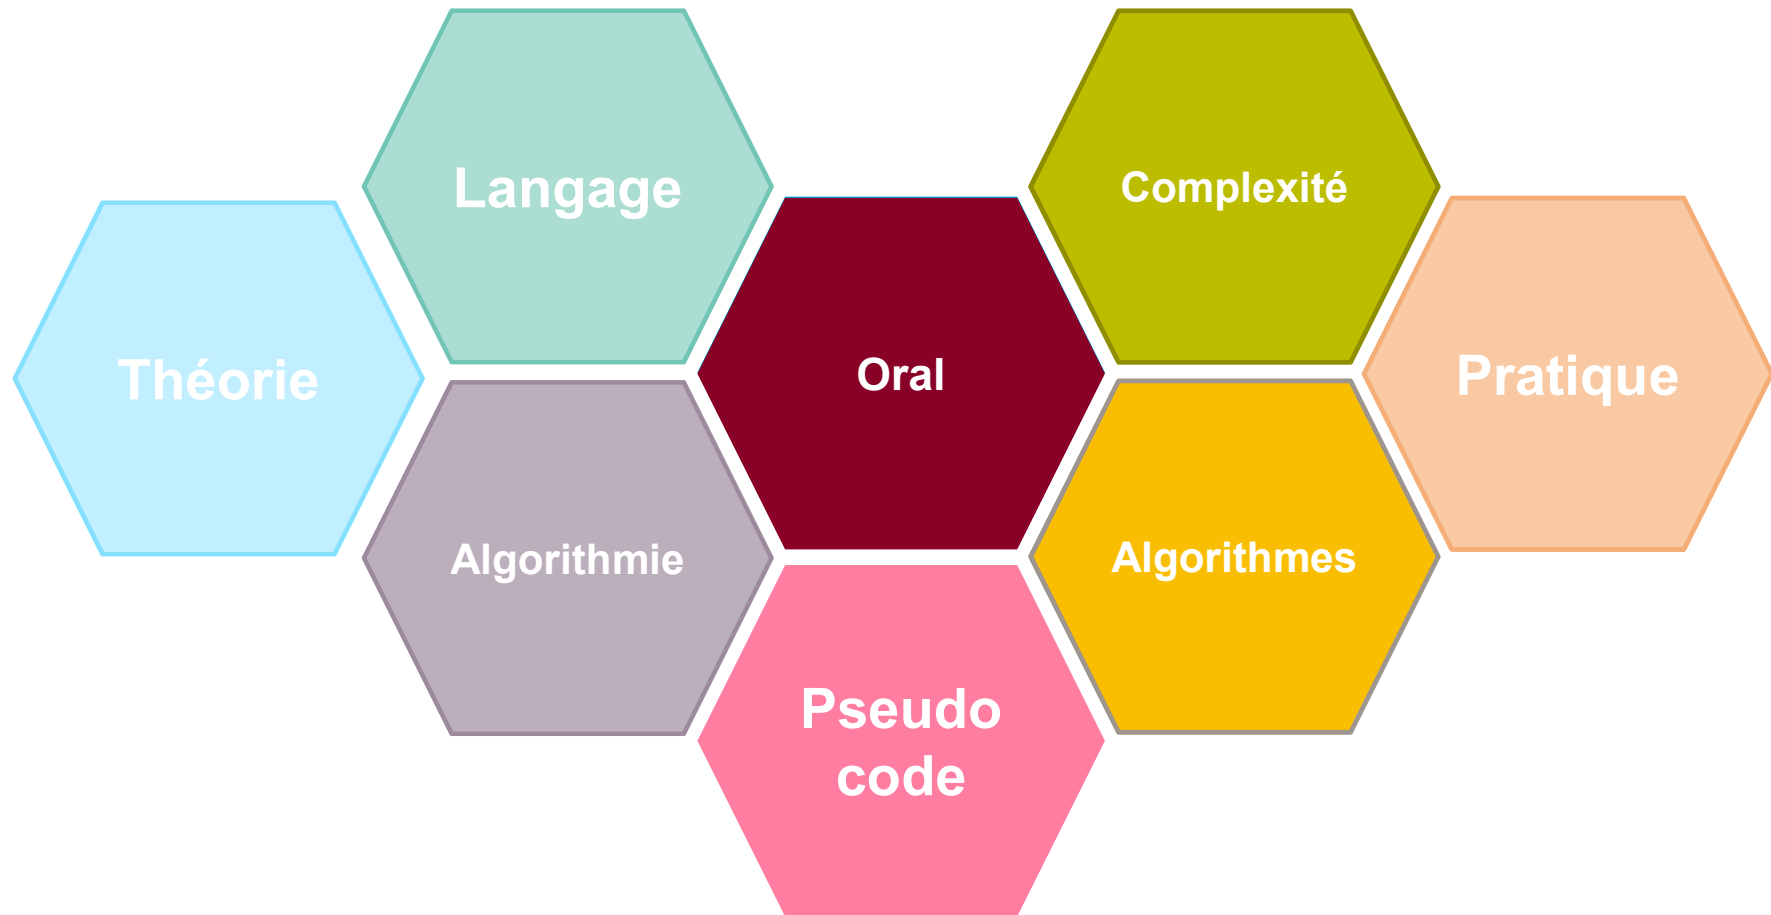 Langage
Complexité
Théorie
Oral
Pratique
Algorithmie
Algorithmes
Pseudo
code